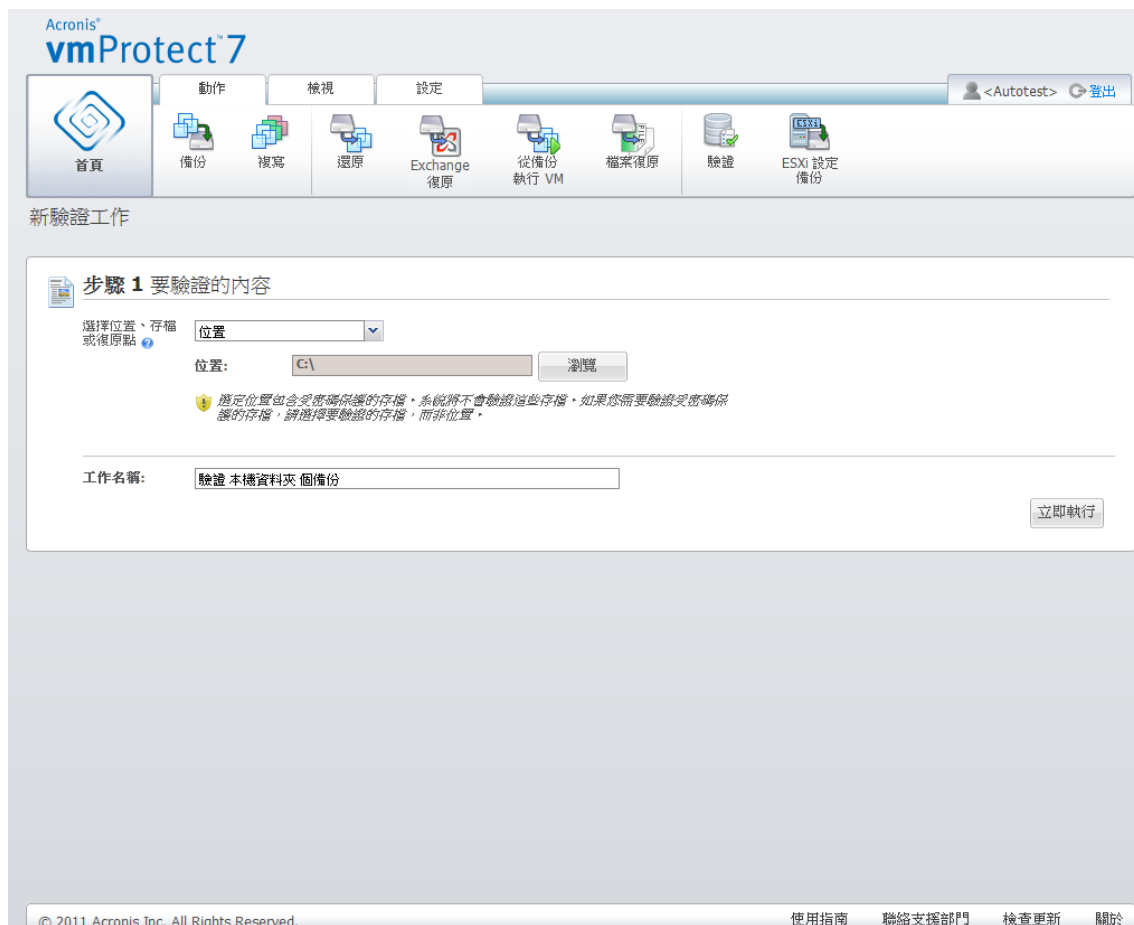 Acronis®
vmProtect™7
動作 檢視 設定
<Autotest> 登出
首頁
備份 複寫 還原 Exchange 復原 從備份 執行 VM 檔案復原 驗證 ESXi 設定 備份
新驗證工作
步驟 1 要驗證的內容
選擇位置、存檔
或復原點
位置
位置: C:\ 瀏覽
選定位置包含受密碼保護的存檔。系統將不會驗證這些存檔。如果您需要驗證受密碼保
護的存檔，請選擇要驗證的存檔，而非位置。
工作名稱: 驗證 本機資料夾 個備份
立即執行
© 2011 Acronis Inc. All Rights Reserved.
使用指南 聯絡支援部門 檢查更新 關於